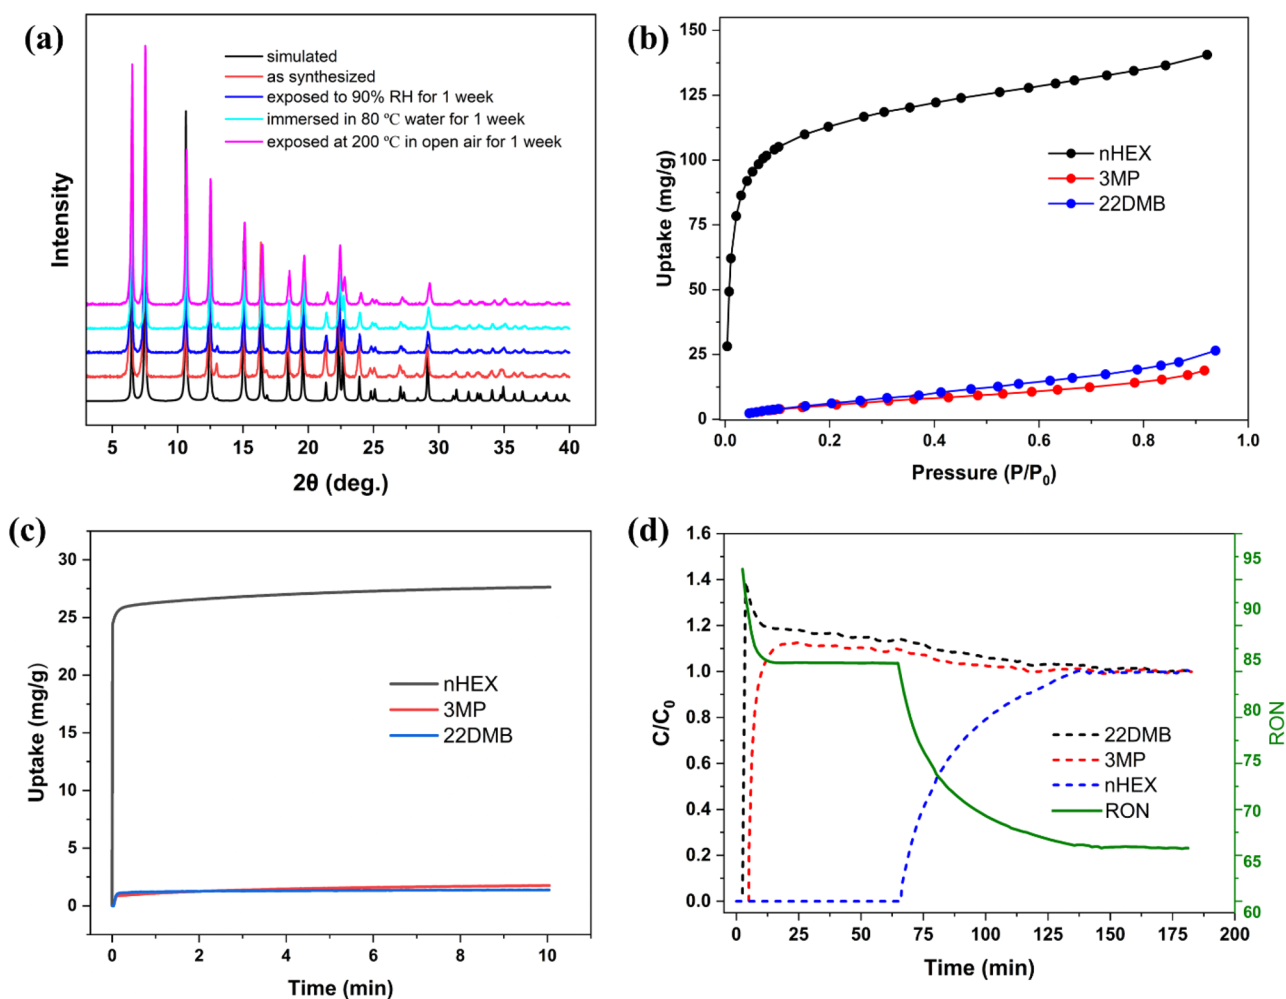 (a)
simulated
as synthesized
exposed to 90% RH for 1 week
immersed in 80 ℃ water for 1 week
exposed at 200 ℃ in open air for 1 week
Intensity
5 10 15 20 25 30 35 40
2θ (deg.)
(b)
150
125
100
75
50
25
0
Uptake (mg/g)
nHEX
3MP
22DMB
0.0 0.2 0.4 0.6 0.8 1.0
Pressure (P/P0)
(c)
30
25
20
15
10
5
0
Uptake (mg/g)
nHEX
3MP
22DMB
0 2 4 6 8 10
Time (min)
(d)
1.6
1.4
1.2
1.0
0.8
0.6
0.4
0.2
0.0
C/C0
22DMB
3MP
nHEX
RON
95
90
85
80
75
70
65
60
RON
0 25 50 75 100 125 150 175 200
Time (min)